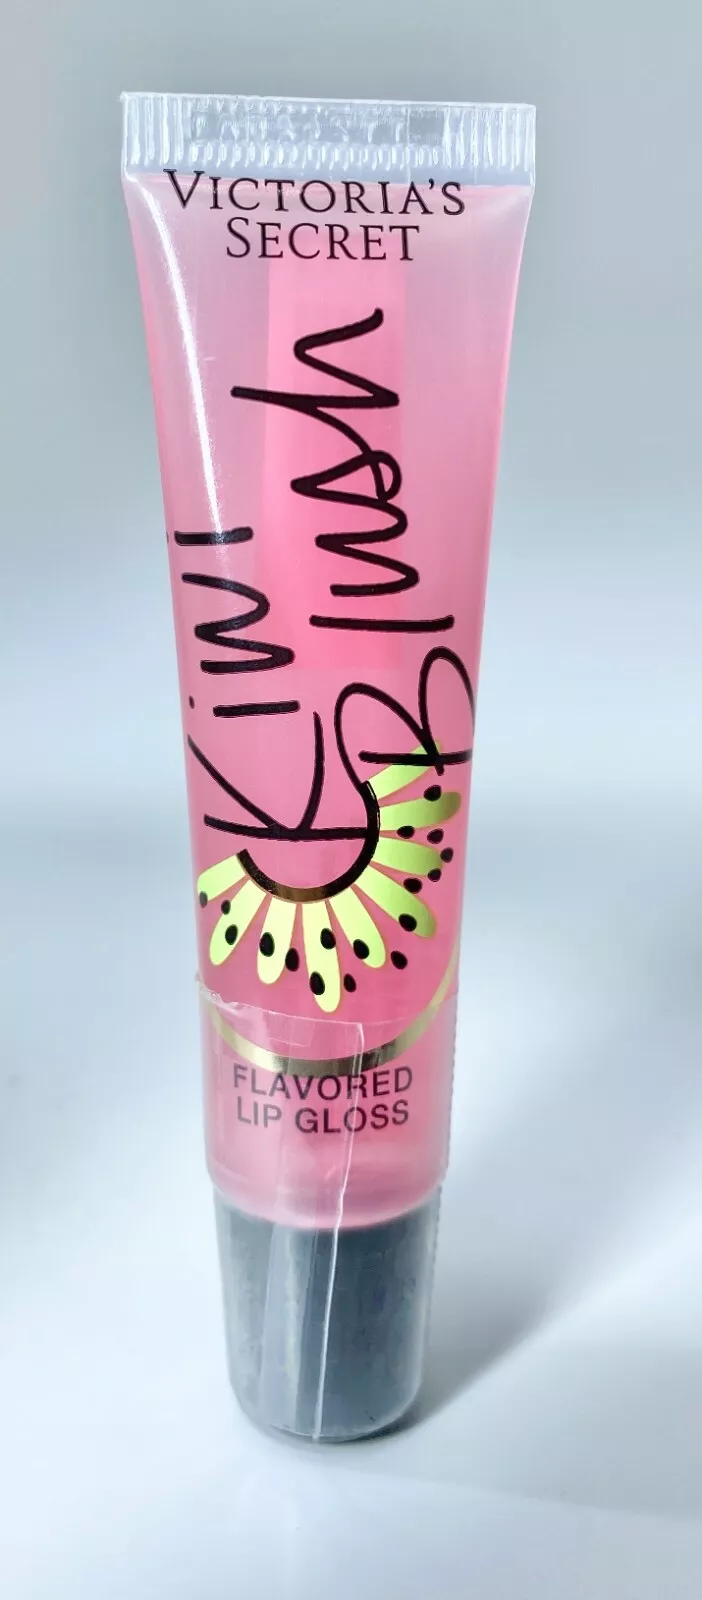 VICTORIA'S
SECRET
Kiwi
Blush
FLAVORED
LIP GLOSS